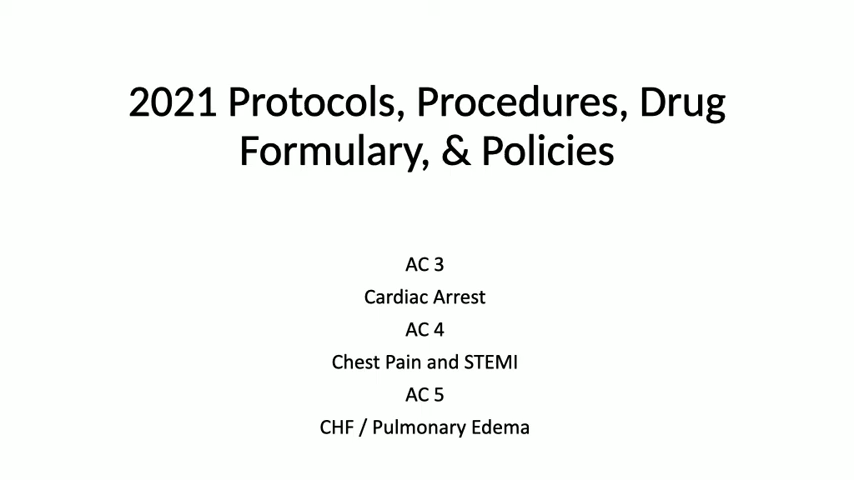 2021 Protocols, Procedures, Drug
Formulary, & Policies
AC 3
Cardiac Arrest
AC 4
Chest Pain and STEMI
AC 5
CHF / Pulmonary Edema